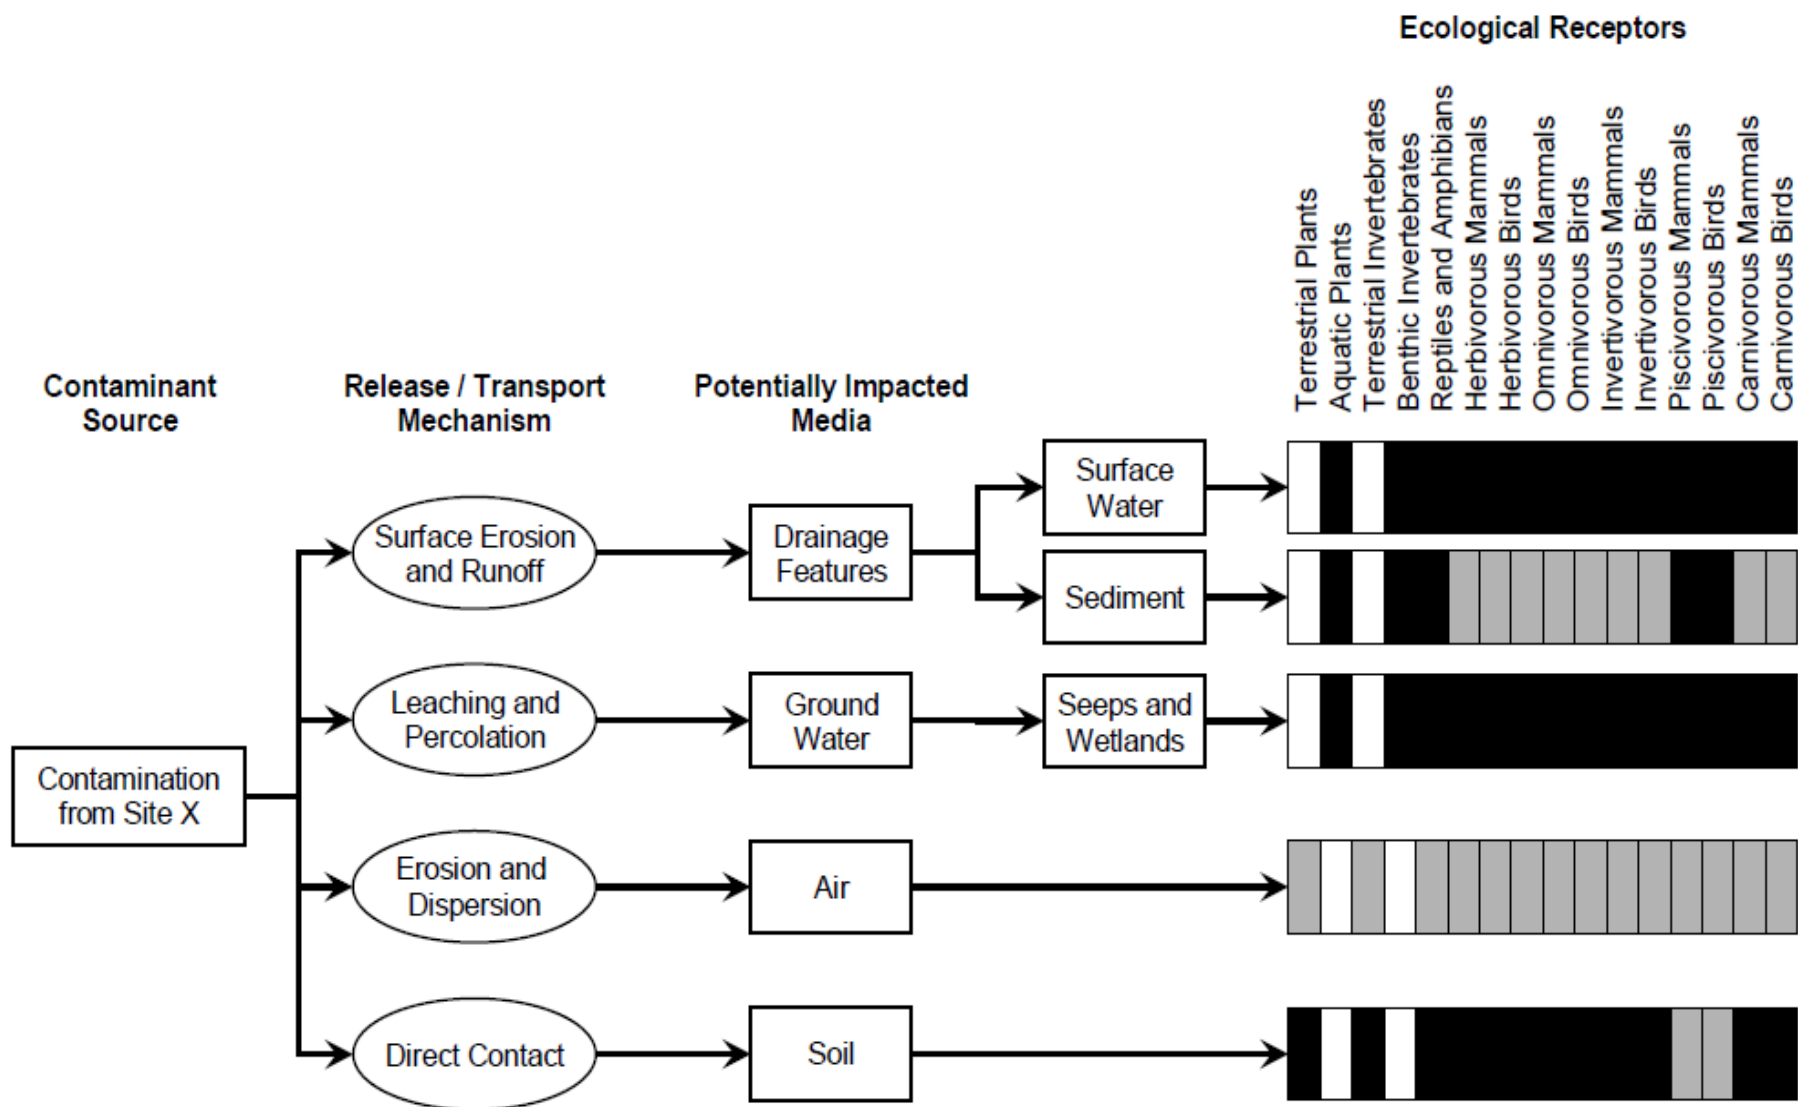 Ecological Receptors
Terrestrial Plants
Aquatic Plants
Terrestrial Invertebrates
Benthic Invertebrates
Reptiles and Amphibians
Herbivorous Mammals
Herbivorous Birds
Omnivorous Mammals
Omnivorous Birds
Invertivorous Mammals
Invertivorous Birds
Piscivorous Mammals
Piscivorous Birds
Carnivorous Mammals
Carnivorous Birds
Contaminant
Source
Release / Transport
Mechanism
Potentially Impacted
Media
Surface
Water
Surface Erosion
and Runoff
Drainage
Features
Sediment
Leaching and
Percolation
Ground
Water
Seeps and
Wetlands
Contamination
from Site X
Erosion and
Dispersion
Air
Direct Contact
Soil